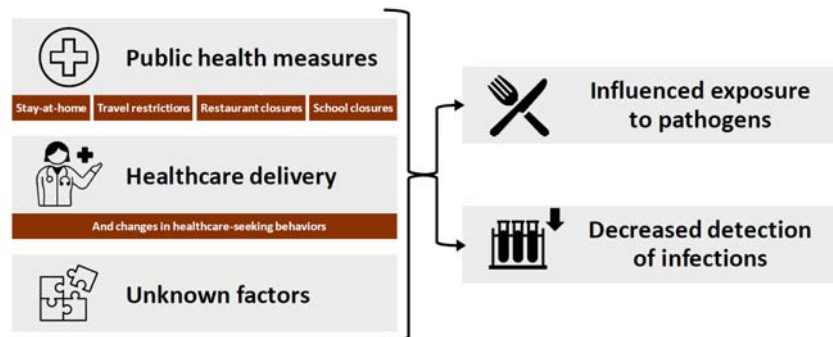 Public health measures
Stay-at-home
Travel restrictions
Restaurant closures
School closures
Healthcare delivery
And changes in healthcare-seeking behaviors
Unknown factors
Influenced exposure
to pathogens
Decreased detection
of infections